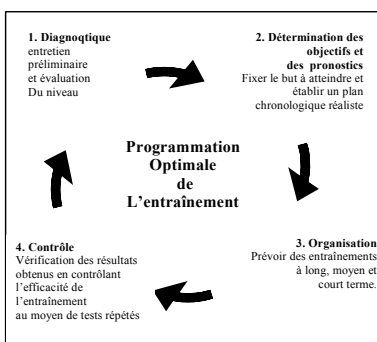 1. Diagnoqtique
entretien
préliminaire
et évaluation
Du niveau
2. Détermination des
objectifs et
des pronostics
Fixer le but à atteindre et
établir un plan
chronologique réaliste
Programmation
Optimale
de
L'entraînement
3. Organisation
Prévoir des entraînements
à long, moyen et
court terme.
4. Contrôle
Vérification des résultats
obtenus en contrôlant
l'efficacité de
l'entraînement
au moyen de tests répétés